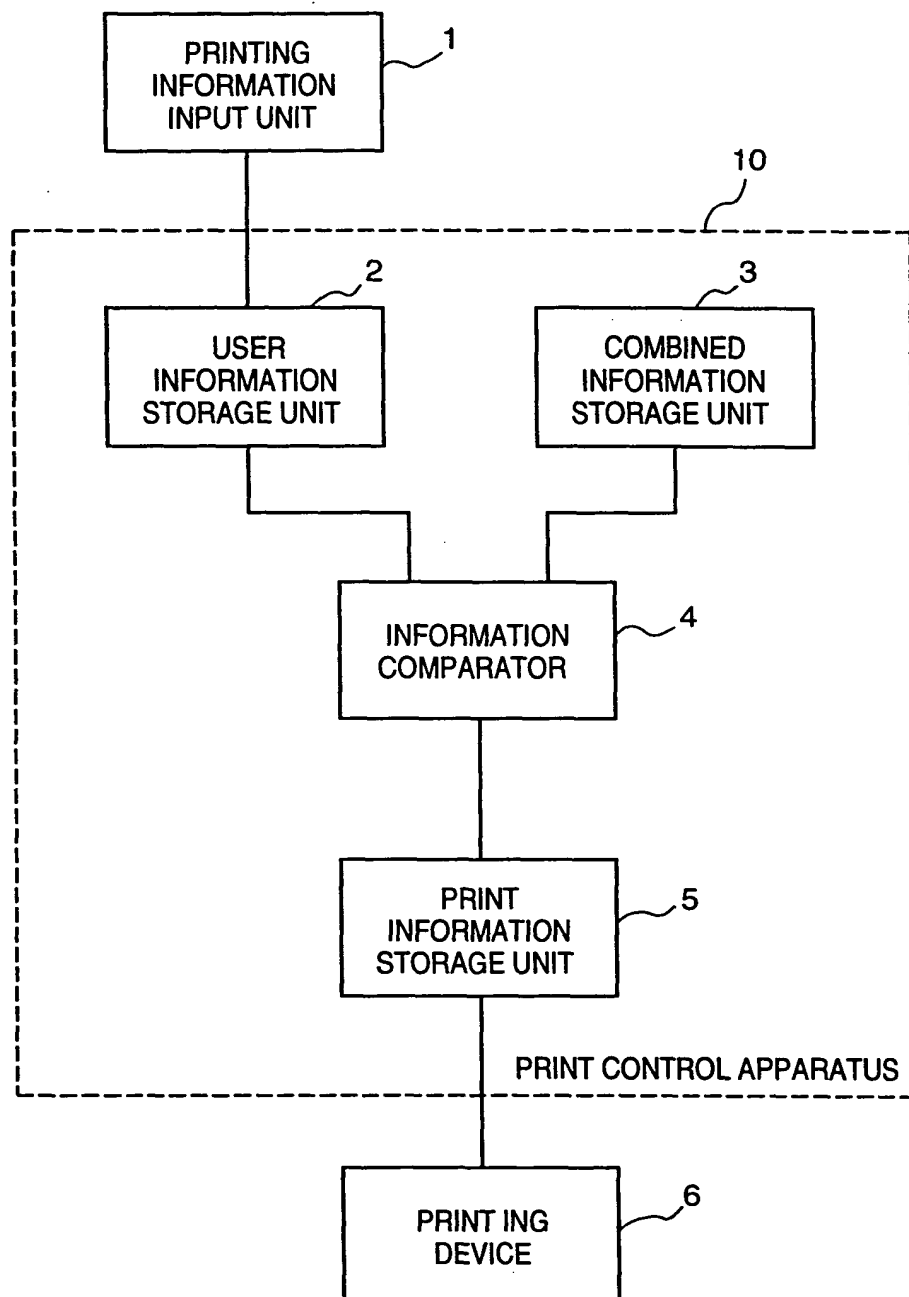 PRINTING
INFORMATION
INPUT UNIT
1
10
USER
INFORMATION
STORAGE UNIT
2
COMBINED
INFORMATION
STORAGE UNIT
3
INFORMATION
COMPARATOR
4
PRINT
INFORMATION
STORAGE UNIT
5
PRINT CONTROL APPARATUS
PRINT ING
DEVICE
6